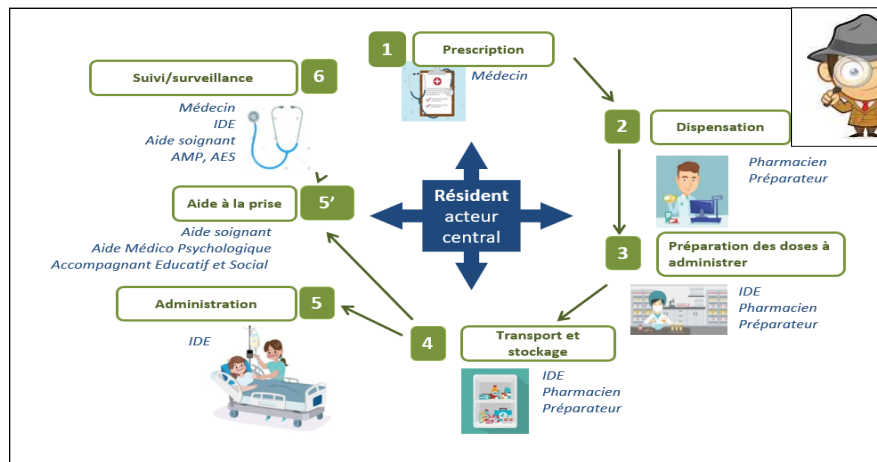 1
Prescription
Médecin
2
Dispensation
Pharmacien
Préparateur
3
Préparation des doses à
administrer
IDE
Pharmacien
Préparateur
4
Transport et
stockage
IDE
Pharmacien
Préparateur
Administration
5
IDE
Aide à la prise
5’
Aide soignant
Aide Médico Psychologique
Accompagnant Educatif et Social
Suivi/surveillance
6
Médecin
IDE
Aide soignant
AMP, AES
Résident
acteur
central